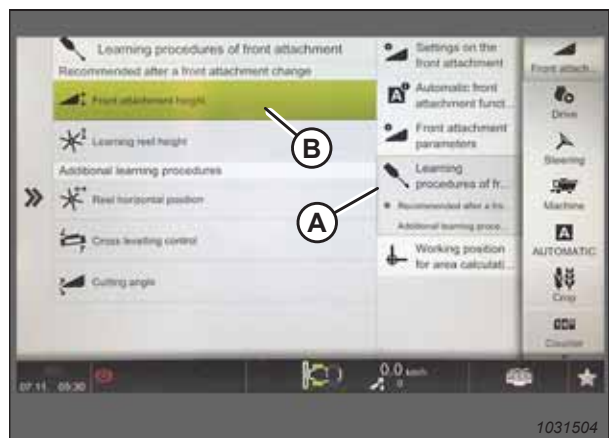 Learning procedures of front attachment
Recommended after a front attachment change
Front attachment height
Learning reel height
Additional learning procedures
Reel horizontal position
Cross levelling control
Cutting angle
B
A
Settings on the
front attachment
Automatic front
attachment funct...
Front attachment
parameters
Learning
procedures of fr...
Recommended after a fro...
Additional learning proce...
Working position
for area calculati...
Front attach...
Drive
Steering
Machine
A
AUTOMATIC
Crop
Counter
07.11. 05:30
0.0 km/h
0
1031504